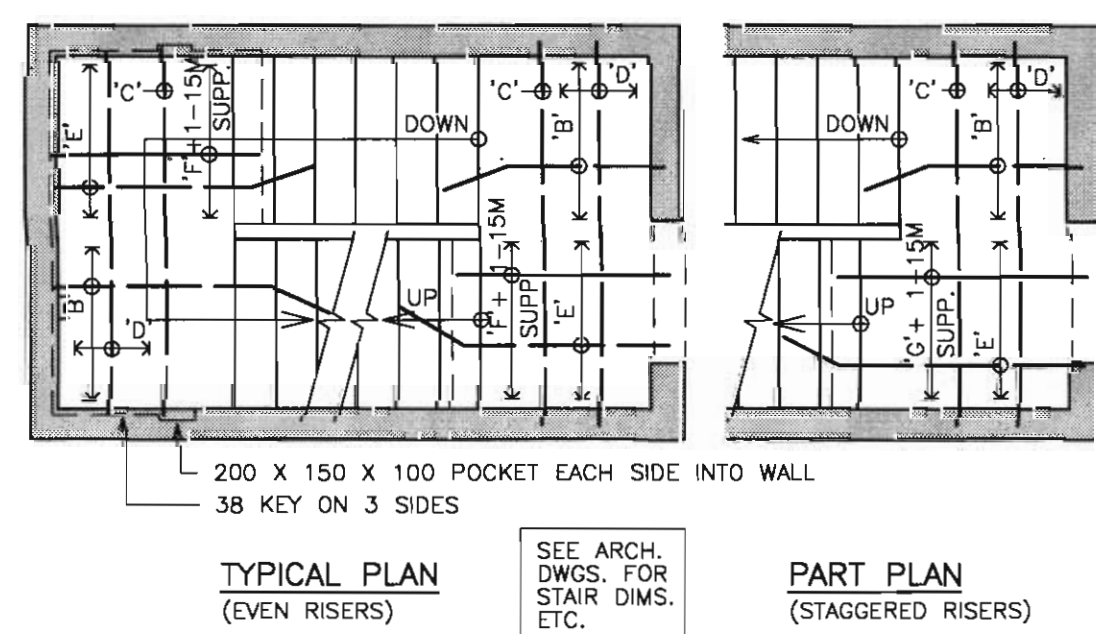 'C'
'E'
'F'+1-15M
SUPP.
DOWN
'C'
'D'
'B'
'B'
'D'
UP
'F'+ 1-15M
SUPP.
'E'
'C'
'D'
DOWN
'B'
UP
'G'+ 1-15M
SUPP.
'E'
200 X 150 X 100 POCKET EACH SIDE INTO WALL
38 KEY ON 3 SIDES
TYPICAL PLAN
(EVEN RISERS)
SEE ARCH.
DWGS. FOR
STAIR DIMS.
ETC.
PART PLAN
(STAGGERED RISERS)